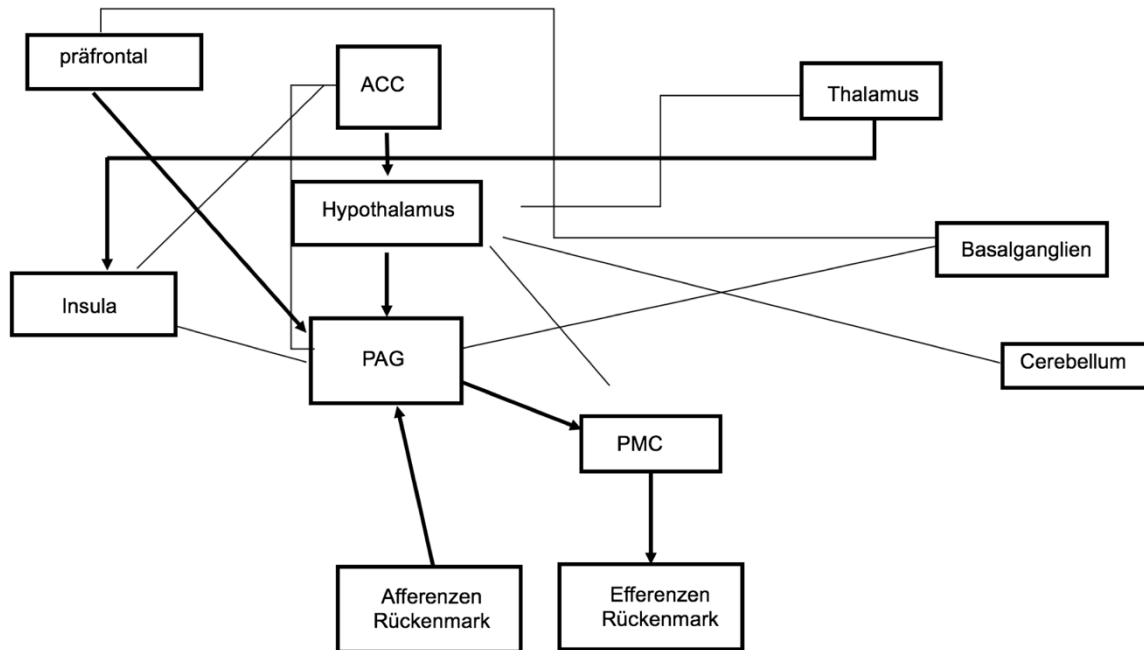 präfrontal
ACC
Thalamus
Hypothalamus
Basalganglien
Insula
PAG
Cerebellum
PMC
Afferenzen
Rückenmark
Efferenzen
Rückenmark